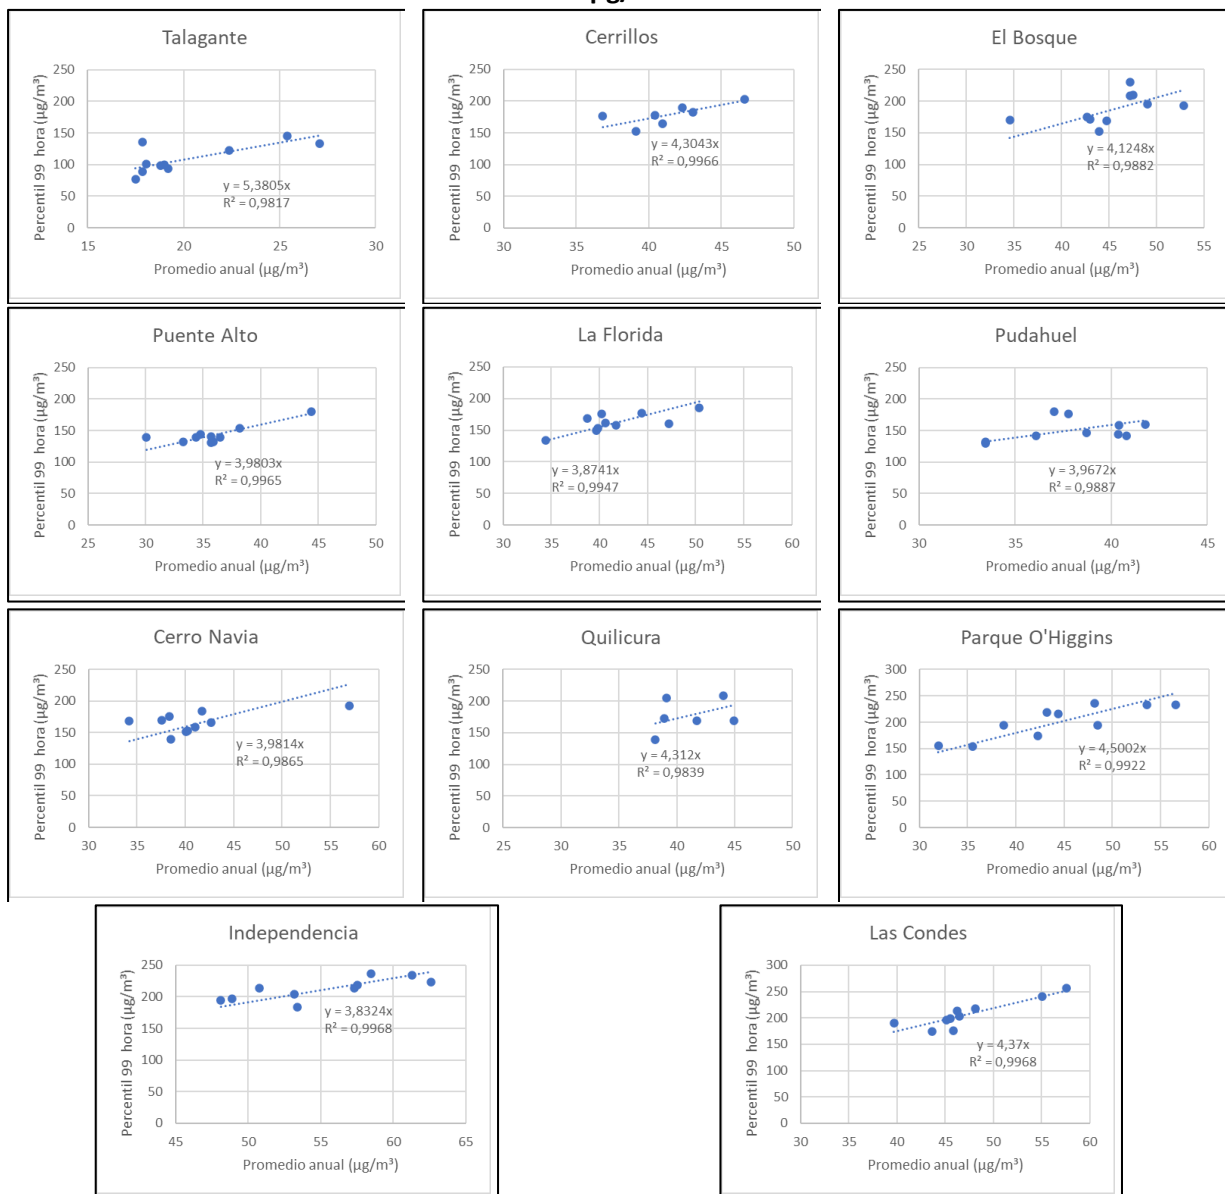 Talagante
Percentil 99 hora (µg/m³)
250
200
150
100
50
0
y = 5,3805x
R² = 0,9817
15 20 25 30
Promedio anual (µg/m³)
Cerrillos
Percentil 99 hora (µg/m³)
250
200
150
100
50
0
y = 4,3043x
R² = 0,9966
30 35 40 45 50
Promedio anual (µg/m³)
El Bosque
Percentil 99 hora (µg/m³)
250
200
150
100
50
0
y = 4,1248x
R² = 0,9882
25 30 35 40 45 50 55
Promedio anual (µg/m³)
Puente Alto
Percentil 99 hora (µg/m³)
250
200
150
100
50
0
y = 3,9803x
R² = 0,9965
25 30 35 40 45 50
Promedio anual (µg/m³)
La Florida
Percentil 99 hora (µg/m³)
250
200
150
100
50
0
y = 3,8741x
R² = 0,9947
30 35 40 45 50 55 60
Promedio anual (µg/m³)
Pudahuel
Percentil 99 hora (µg/m³)
250
200
150
100
50
0
y = 3,9672x
R² = 0,9887
30 35 40 45
Promedio anual (µg/m³)
Cerro Navia
Percentil 99 hora (µg/m³)
250
200
150
100
50
0
y = 3,9814x
R² = 0,9865
30 40 50 60
Promedio anual (µg/m³)
Quilicura
Percentil 99 hora (µg/m³)
250
200
150
100
50
0
y = 4,312x
R² = 0,9839
25 30 35 40 45 50
Promedio anual (µg/m³)
Parque O'Higgins
Percentil 99 hora (µg/m³)
300
250
200
150
100
50
0
y = 4,5002x
R² = 0,9922
30 35 40 45 50 55 60
Promedio anual (µg/m³)
Independencia
Percentil 99 hora (µg/m³)
250
200
150
100
50
0
y = 3,8324x
R² = 0,9968
45 50 55 60 65
Promedio anual (µg/m³)
Las Condes
Percentil 99 hora (µg/m³)
300
250
200
150
100
50
0
y = 4,37x
R² = 0,9968
30 40 50 60
Promedio anual (µg/m³)